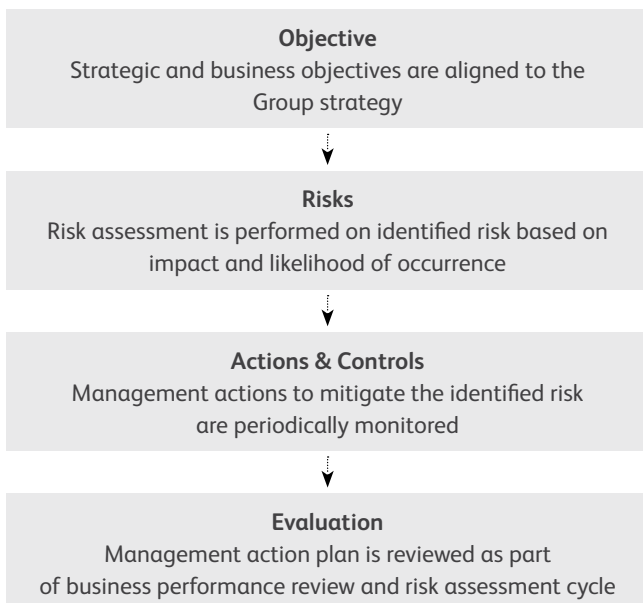 Objective
Strategic and business objectives are aligned to the
Group strategy
Risks
Risk assessment is performed on identified risk based on
impact and likelihood of occurrence
Actions & Controls
Management actions to mitigate the identified risk
are periodically monitored
Evaluation
Management action plan is reviewed as part
of business performance review and risk assessment cycle